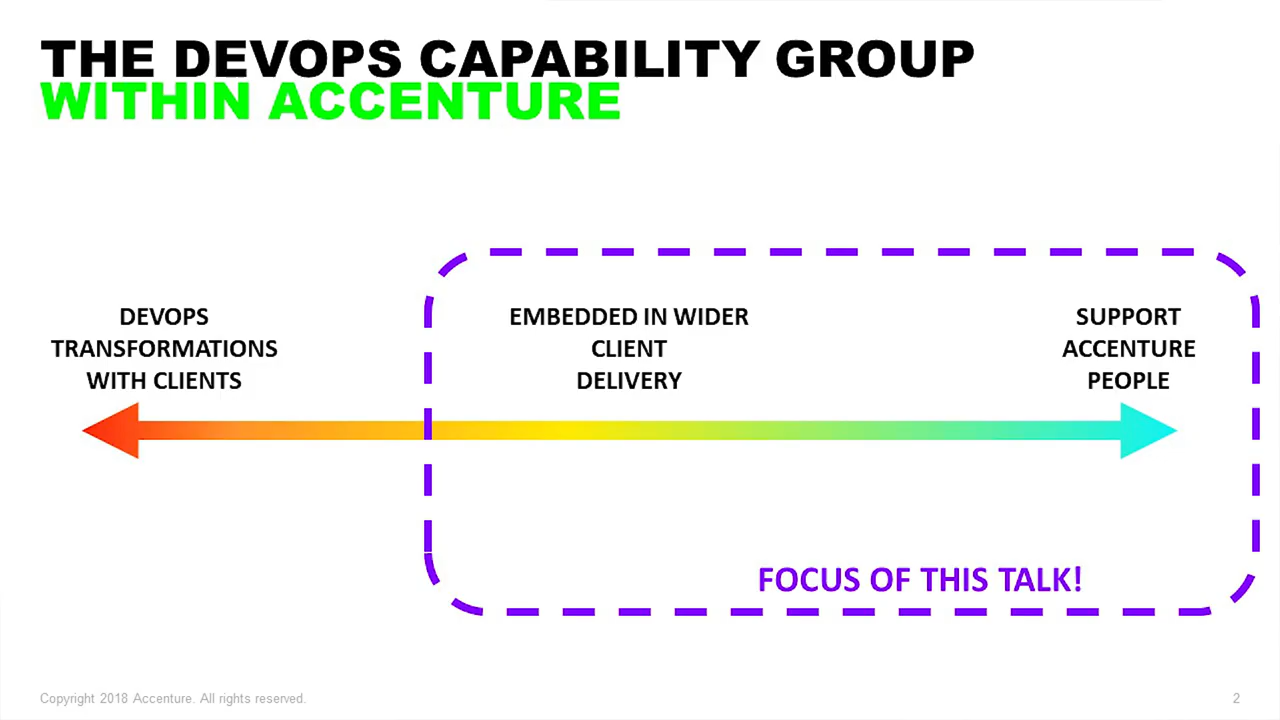 THE DEVOPS CAPABILITY GROUP
WITHIN ACCENTURE
DEVOPS
TRANSFORMATIONS
WITH CLIENTS
EMBEDDED IN WIDER
CLIENT
DELIVERY
SUPPORT
ACCENTURE
PEOPLE
FOCUS OF THIS TALK!
Copyright 2018 Accenture. All rights reserved.
2